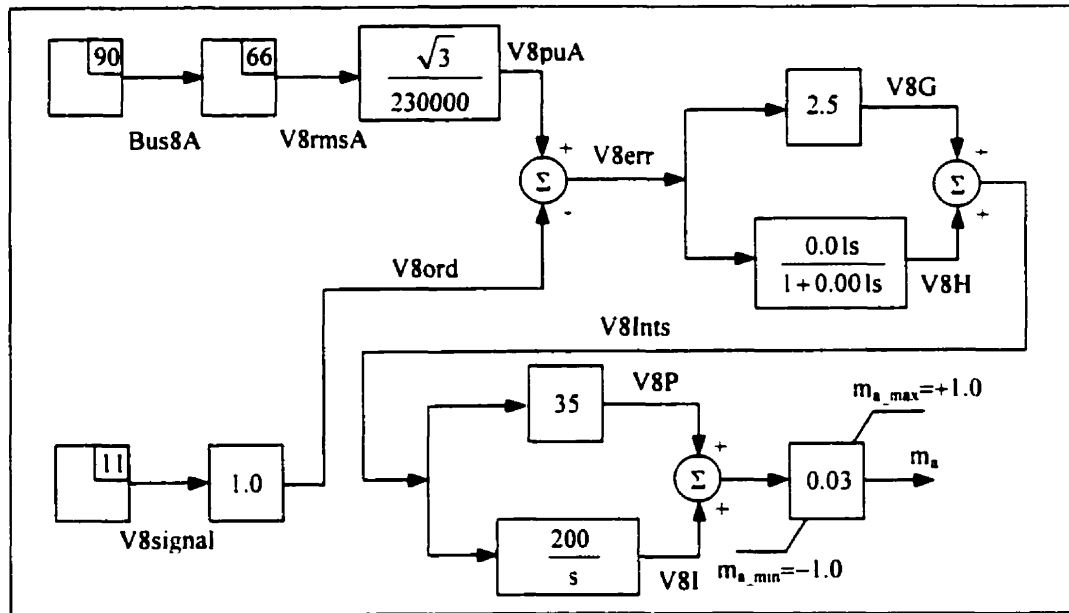 90
66
√3
230000
V8puA
Bus8A
V8rmsA
+
Σ
-
V8err
2.5
V8G
+
Σ
+
0.01s
1+0.001s
V8H
V8ord
V8Ints
11
1.0
V8signal
35
V8P
+
Σ
+
200
s
V8I
m_a_max=+1.0
0.03
m_a
m_a_min=−1.0